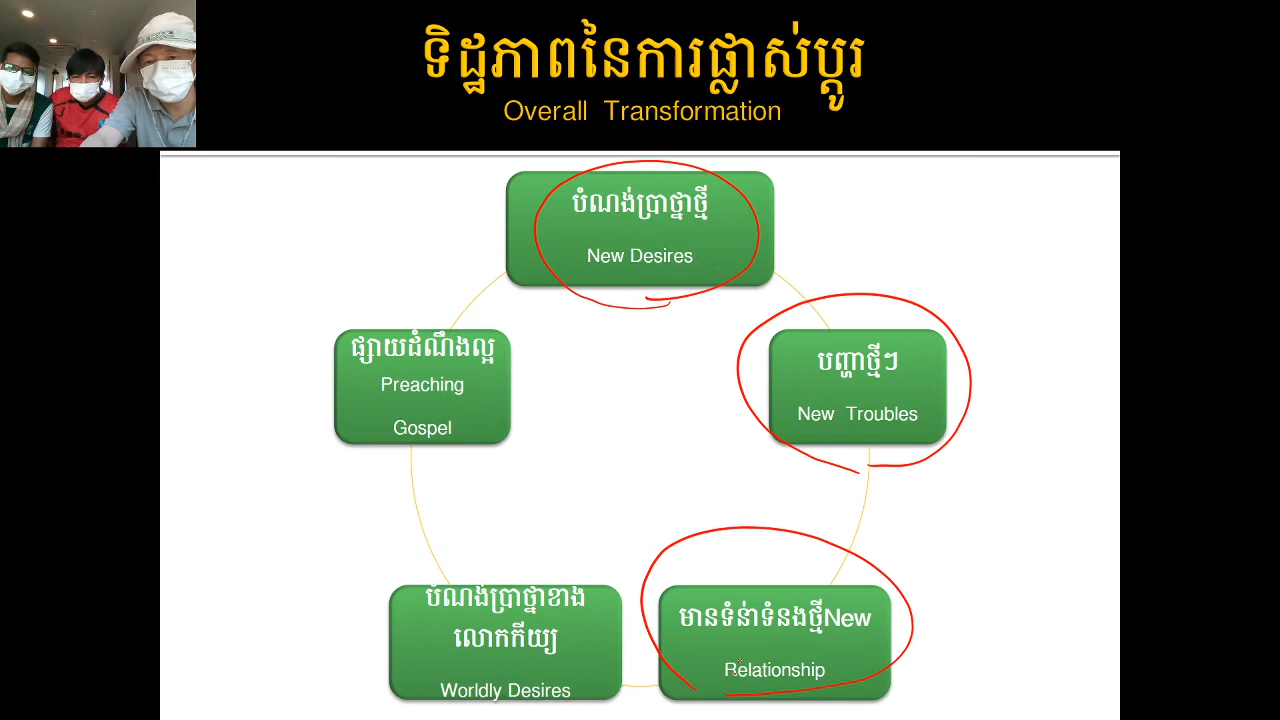 ទិដ្ឋភាពនៃការផ្លាស់ប្តូរ
Overall Transformation
បំណង់ប្រាថ្នាថ្មី
New Desires
ផ្សាយដំណឹងល្អ
Preaching
Gospel
បញ្ហាថ្មីៗ
New Troubles
បំណង់ប្រាថ្នាខាង
លោកកីយ្យ
Worldly Desires
មានទំនាំទំនងថ្មីNew
Relationship